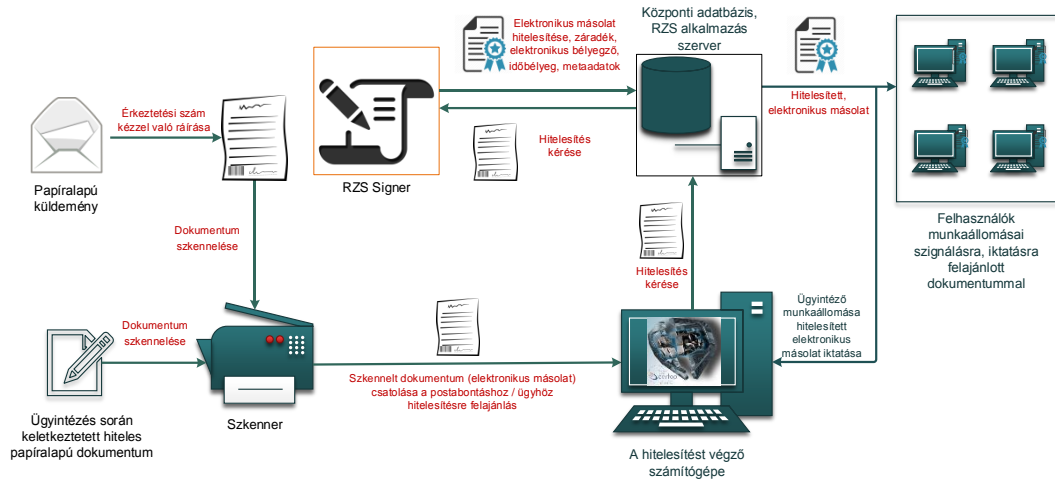 Elektronikus másolat
hitelesítése, záradék,
elektronikus bélyegző,
időbélyeg, metaadatok
Központi adatbázis,
RZS alkalmazás
szerver
Érkeztetési szám
kézzel való ráírása
Hitelesítés
kérése
Hitelesített,
elektronikus másolat
Papíralapú
küldemény
RZS Signer
Felhasználók
munkaállomásai
szignálásra, iktatásra
felajánlott
dokumentummal
Dokumentum
szkennelése
Hitelesítés
kérése
Ügyintéző
munkaállomása
hitelesített
elektronikus
másolat iktatása
Dokumentum
szkennelése
Szkennelt dokumentum (elektronikus másolat)
csatolása a postabontáshoz / ügyhöz
hitelesítésre felajánlás
Ügyintézés során
keletkeztetett hiteles
papíralapú dokumentum
Szkenner
A hitelesítést végző
számítógépe